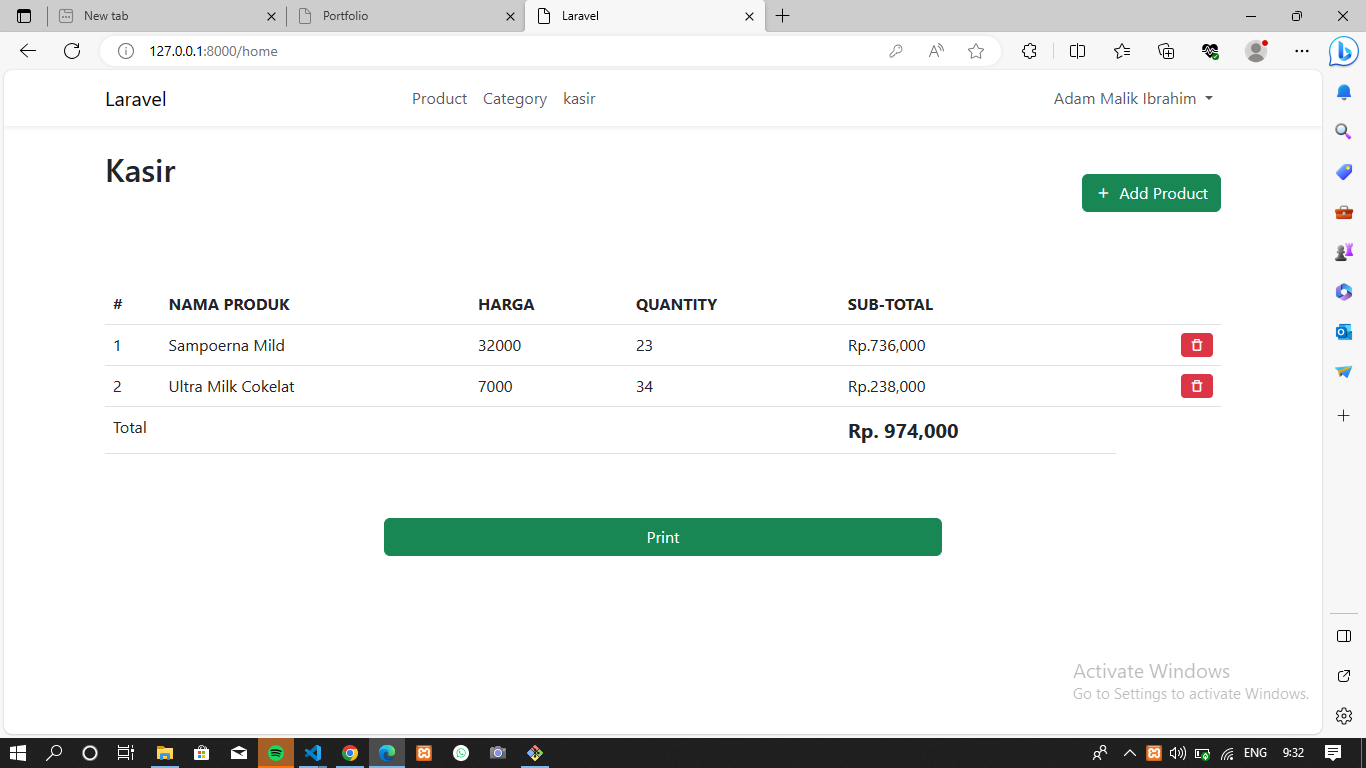 New tab
Portfolio
Laravel
127.0.0.1:8000/home
Laravel
Product Category kasir
Adam Malik Ibrahim
Kasir
+ Add Product
# NAMA PRODUK HARGA QUANTITY SUB-TOTAL
1 Sampoerna Mild 32000 23 Rp.736,000
2 Ultra Milk Cokelat 7000 34 Rp.238,000
Total Rp. 974,000
Print
Activate Windows
Go to Settings to activate Windows.
ENG 9:32